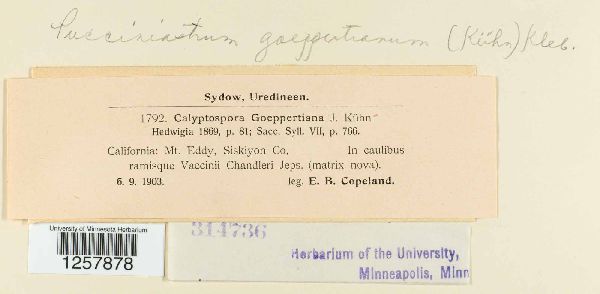 Pucciniastrum goeppertianum (Kühn) Kleb.
Sydow, Uredineen.
1792. Calyptospora Goeppertiana J. Kühn
Hedwigia 1869, p. 81; Sacc. Syll. VII, p. 766.
California: Mt. Eddy, Siskiyon Co. In caulibus
ramisque Vaccinii Chandleri Jeps. (matrix nova).
6. 9. 1903. leg. E. B. Copeland.
University of Minnesota Herbarium
1257878
314736
Herbarium of the University,
Minneapolis, Minn